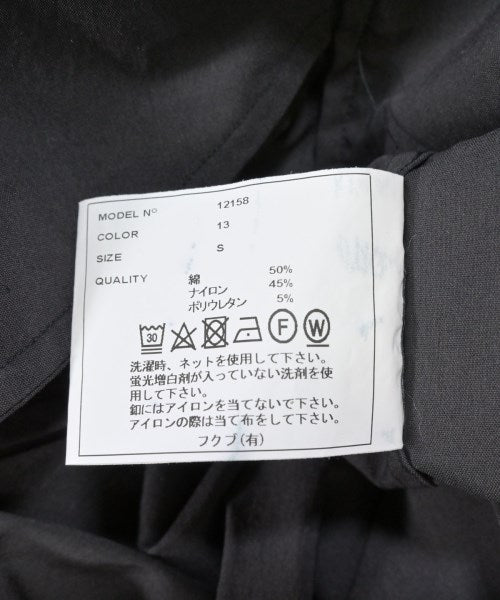 MODEL Nº 12158
COLOR 13
SIZE S
QUALITY 綿 50%
ナイロン 45%
ポリウレタン 5%
30 F W
洗濯時、ネットを使用して下さい。
蛍光増白剤が入っていない洗剤を使
用して下さい。
釦にはアイロンを当てないで下さい。
アイロンの際は当て布をして下さい。
フクブ(有)